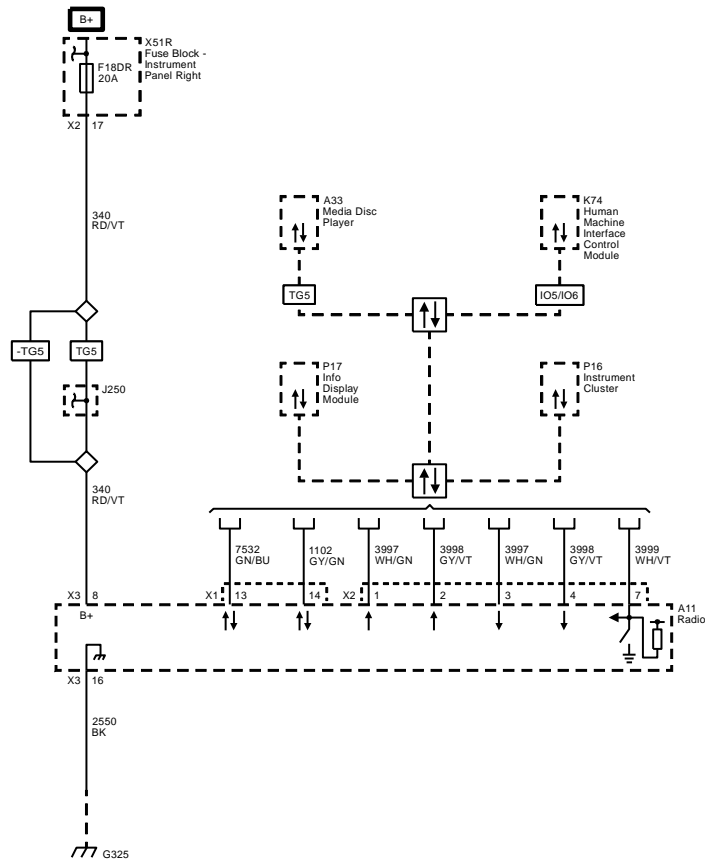 B+
X51R
Fuse Block -
Instrument
Panel Right
F18DR
20A
X2 17
340
RD/VT
A33
Media Disc
Player
K74
Human
Machine
Interface
Control
Module
TG5
IO5/IO6
-TG5
TG5
J250
P17
Info
Display
Module
P16
Instrument
Cluster
340
RD/VT
7532
GN/BU
1102
GY/GN
3997
WH/GN
3998
GY/VT
3997
WH/GN
3998
GY/VT
3999
WH/VT
X3 8
X1 13 14 X2 1 2 3 4 7
B+
A11
Radio
X3 16
2550
BK
G325